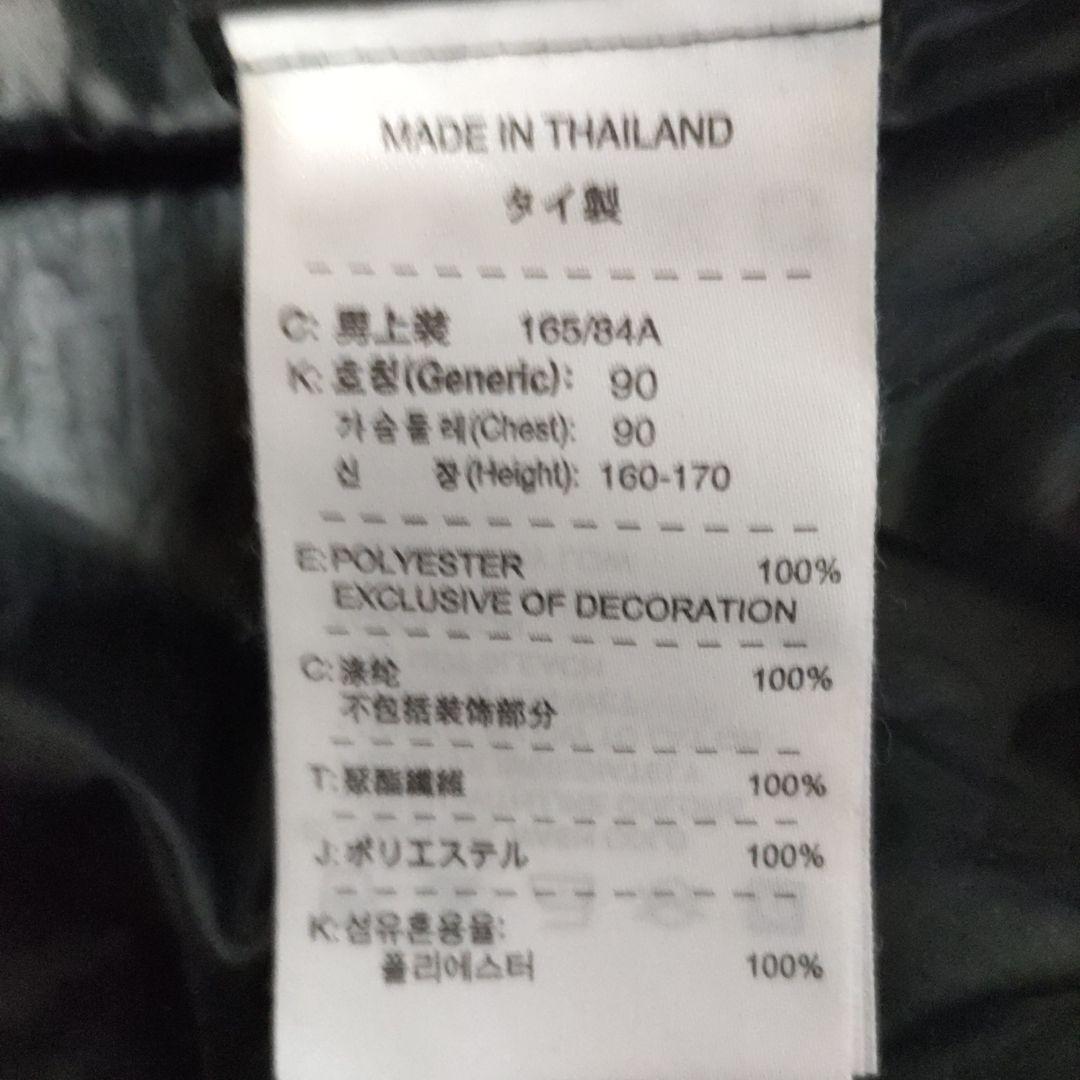 MADE IN THAILAND
タイ製
C: 男上装 165/84A
K: 호칭(Generic): 90
가슴둘레(Chest): 90
신 장(Height): 160-170
E: POLYESTER 100%
EXCLUSIVE OF DECORATION
C: 涤纶 100%
不包括装饰部分
T: 聚酯纖維 100%
J: ポリエステル 100%
K: 섬유혼용율:
폴리에스터 100%